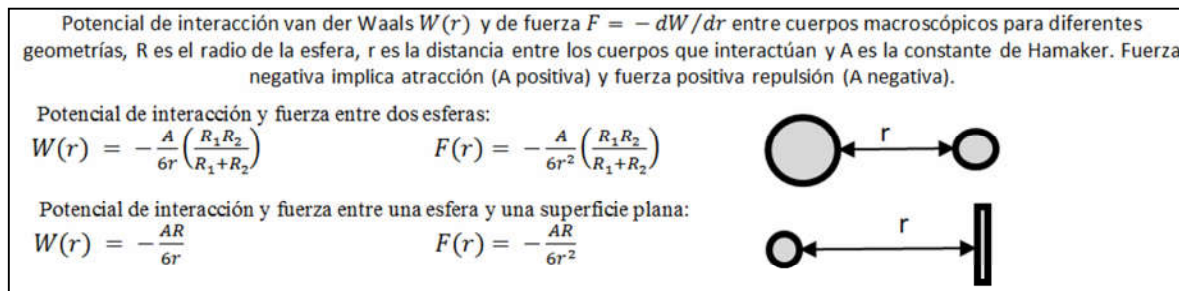 Potencial de interacción van der Waals W(r) y de fuerza F = − dW/dr entre cuerpos macroscópicos para diferentes
geometrías, R es el radio de la esfera, r es la distancia entre los cuerpos que interactúan y A es la constante de Hamaker. Fuerza
negativa implica atracción (A positiva) y fuerza positiva repulsión (A negativa).
Potencial de interacción y fuerza entre dos esferas:
W(r) = −A/6r (R₁R₂/R₁+R₂) F(r) = −A/6r² (R₁R₂/R₁+R₂)
r
Potencial de interacción y fuerza entre una esfera y una superficie plana:
W(r) = −AR/6r F(r) = −AR/6r²
r